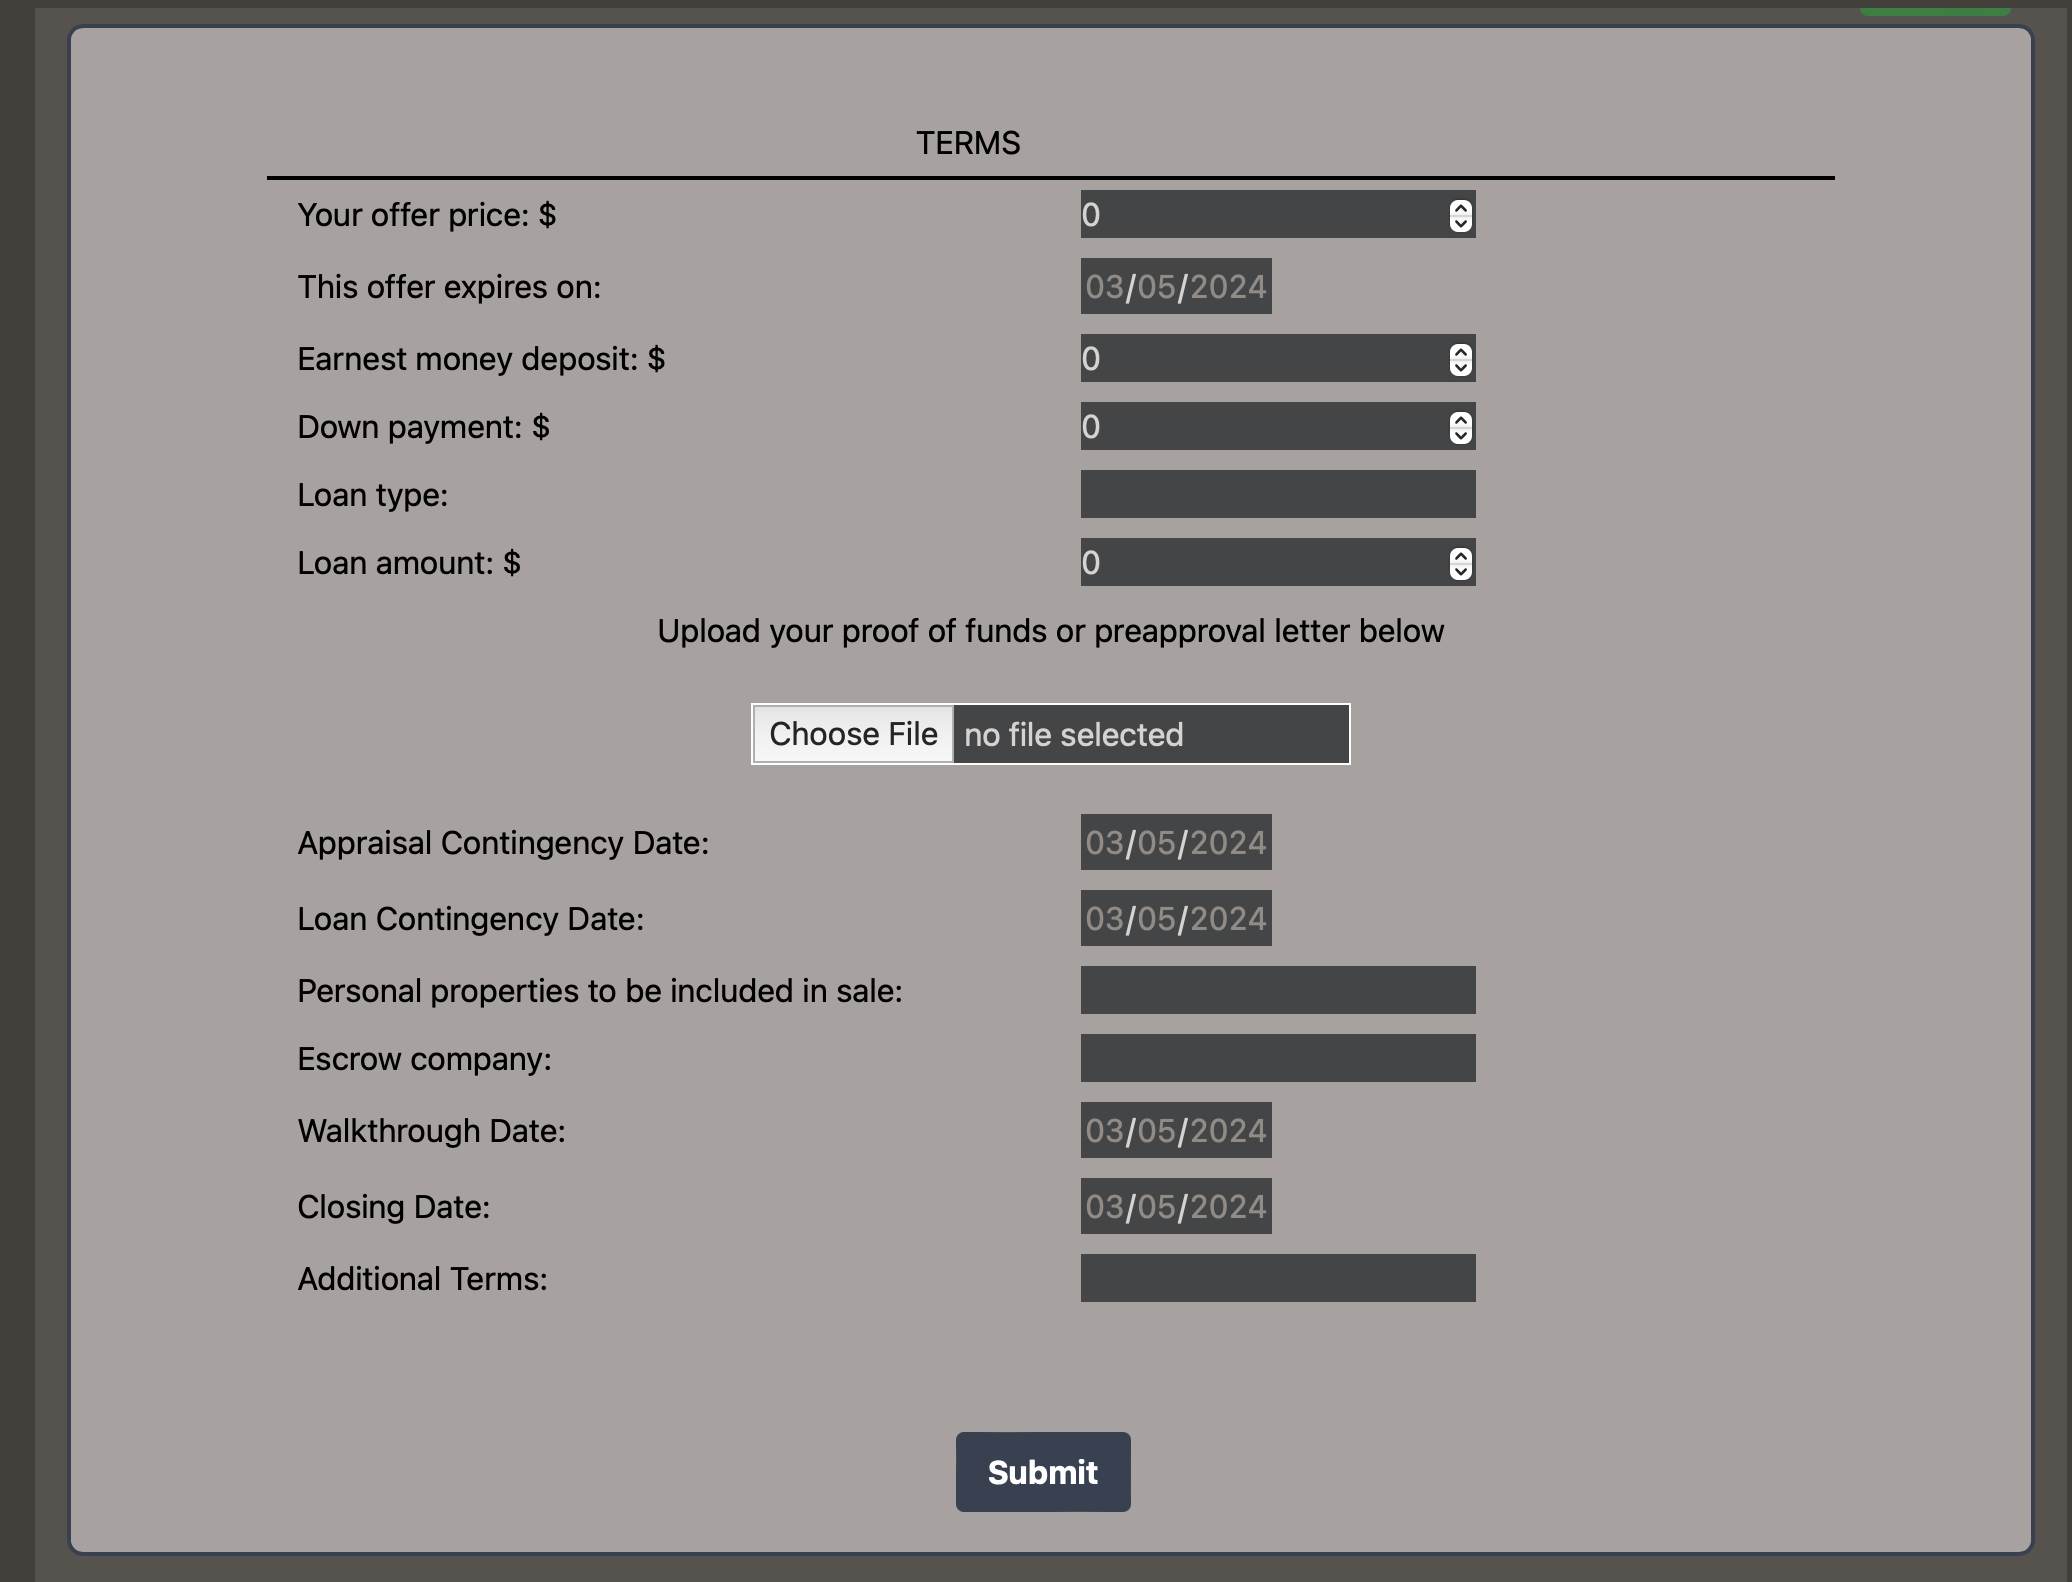 TERMS
Your offer price: $ 0
This offer expires on: 03/05/2024
Earnest money deposit: $ 0
Down payment: $ 0
Loan type:
Loan amount: $ 0
Upload your proof of funds or preapproval letter below
Choose File no file selected
Appraisal Contingency Date: 03/05/2024
Loan Contingency Date: 03/05/2024
Personal properties to be included in sale:
Escrow company:
Walkthrough Date: 03/05/2024
Closing Date: 03/05/2024
Additional Terms:
Submit